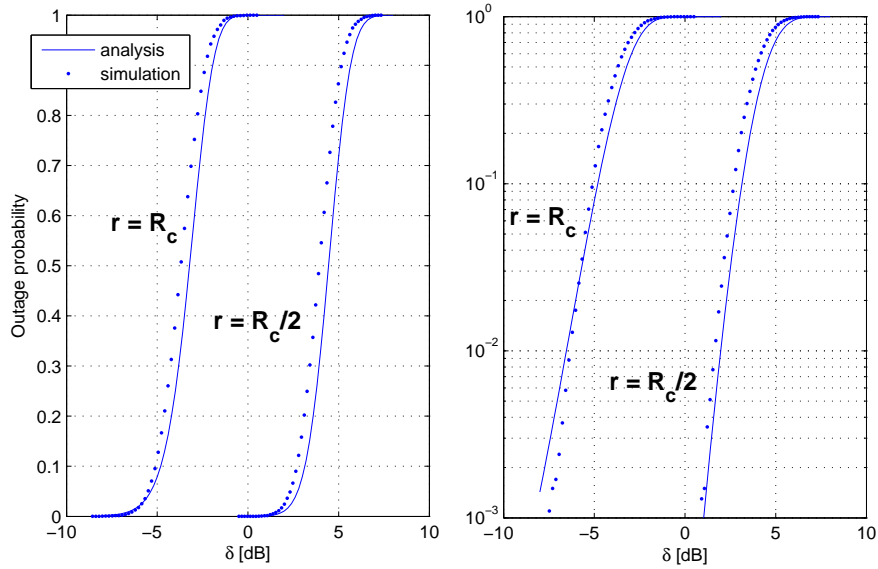 1
0.9
0.8
0.7
0.6
0.5
0.4
0.3
0.2
0.1
0
Outage probability
analysis
simulation
r = R_c
r = R_c/2
−10 −5 0 5 10
δ [dB]
10^0
10^−1
10^−2
10^−3
r = R_c
r = R_c/2
−10 −5 0 5 10
δ [dB]